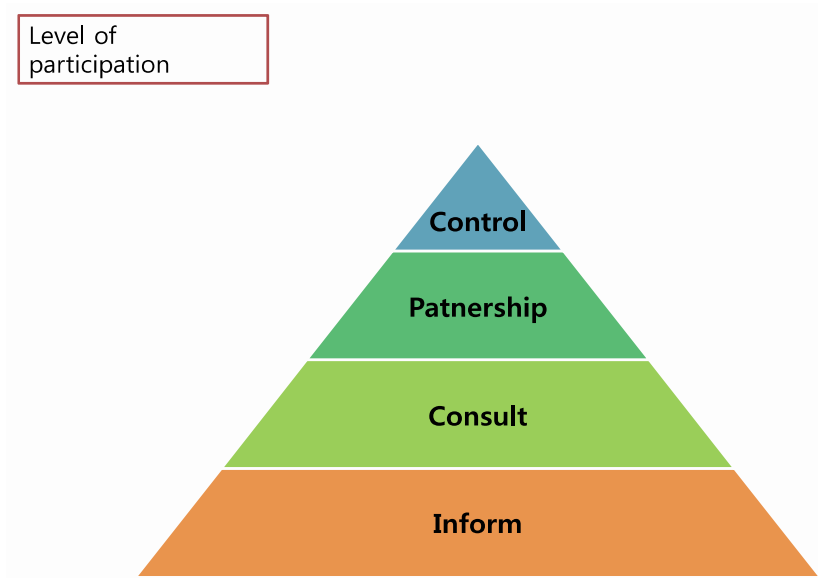 Level of
participation
Control
Patnership
Consult
Inform